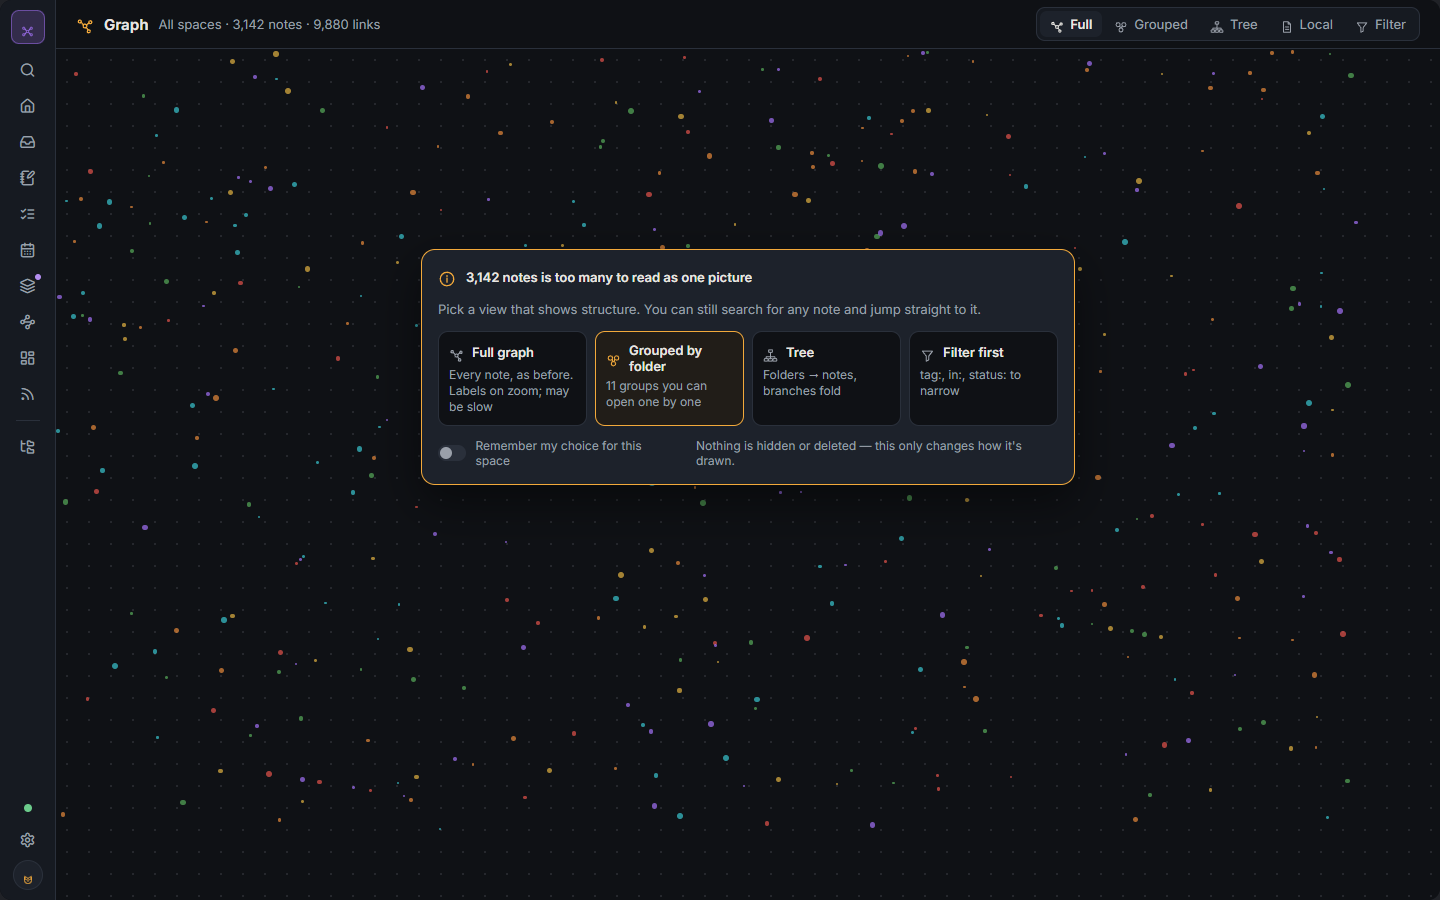 Graph All spaces · 3,142 notes · 9,880 links
Full Grouped Tree Local Filter
3,142 notes is too many to read as one picture
Pick a view that shows structure. You can still search for any note and jump straight to it.
Full graph
Every note, as before.
Labels on zoom; may
be slow
Grouped by
folder
11 groups you can
open one by one
Tree
Folders → notes,
branches fold
Filter first
tag:, in:, status: to
narrow
Remember my choice for this
space
Nothing is hidden or deleted — this only changes how it's
drawn.